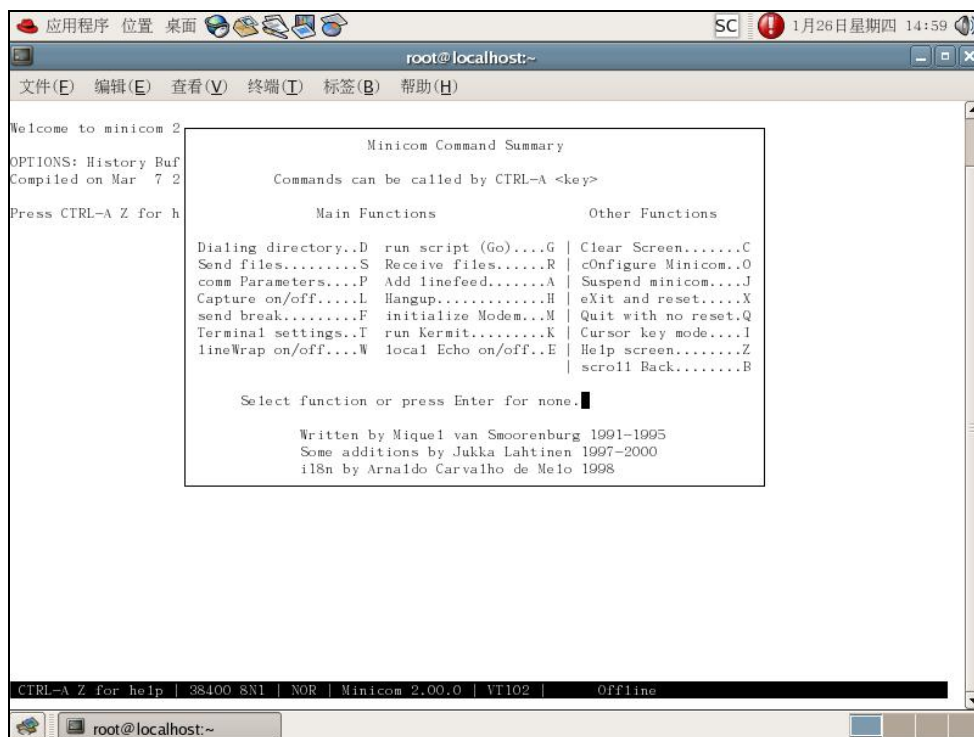 应用程序 位置 桌面 SC 1月26日星期四 14:59
root@localhost:~
文件(F) 编辑(E) 查看(V) 终端(T) 标签(B) 帮助(H)
Welcome to minicom 2
OPTIONS: History Buf
Compiled on Mar 7 2
Press CTRL-A Z for h
Minicom Command Summary
Commands can be called by CTRL-A <key>
Main Functions Other Functions
Dialing directory..D run script (Go)....G | Clear Screen.......C
Send files.........S Receive files......R | cOnfigure Minicom..O
comm Parameters....P Add linefeed.......A | Suspend minicom....J
Capture on/off.....L Hangup.............H | eXit and reset.....X
send break.........F initialize Modem...M | Quit with no reset.Q
Terminal settings..T run Kermit.........K | Cursor key mode....I
lineWrap on/off....W local Echo on/off..E | Help screen........Z
| scroll Back........B
Select function or press Enter for none.
Written by Miquel van Smoorenburg 1991-1995
Some additions by Jukka Lahtinen 1997-2000
i18n by Arnaldo Carvalho de Melo 1998
CTRL-A Z for help | 38400 8N1 | NOR | Minicom 2.00.0 | VT102 | Offline
root@localhost:~